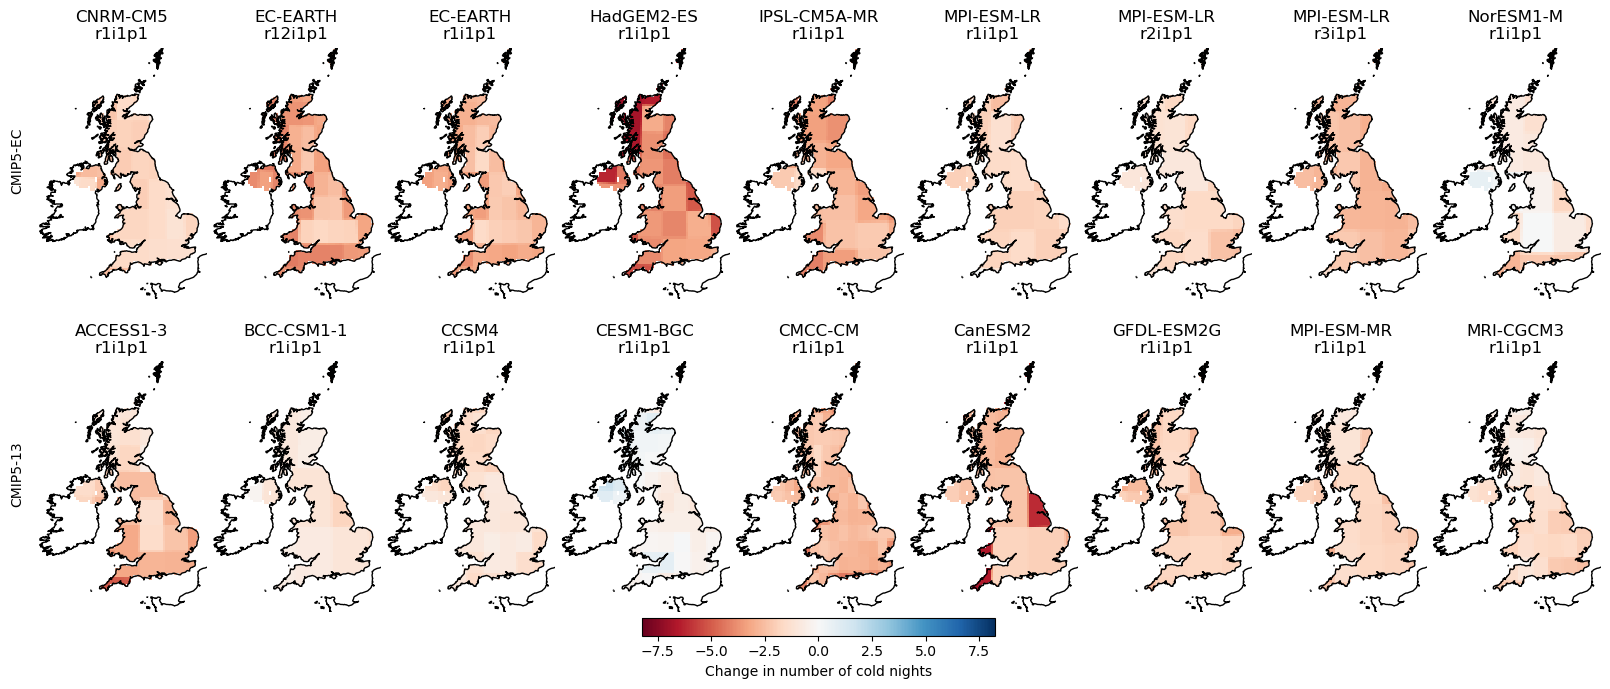 CNRM-CM5 EC-EARTH EC-EARTH HadGEM2-ES IPSL-CM5A-MR MPI-ESM-LR MPI-ESM-LR MPI-ESM-LR NorESM1-M
r1i1p1 r12i1p1 r1i1p1 r1i1p1 r1i1p1 r1i1p1 r2i1p1 r3i1p1 r1i1p1
CMIP5-EC
ACCESS1-3 BCC-CSM1-1 CCSM4 CESM1-BGC CMCC-CM CanESM2 GFDL-ESM2G MPI-ESM-MR MRI-CGCM3
r1i1p1 r1i1p1 r1i1p1 r1i1p1 r1i1p1 r1i1p1 r1i1p1 r1i1p1 r1i1p1
CMIP5-13
−7.5 −5.0 −2.5 0.0 2.5 5.0 7.5
Change in number of cold nights